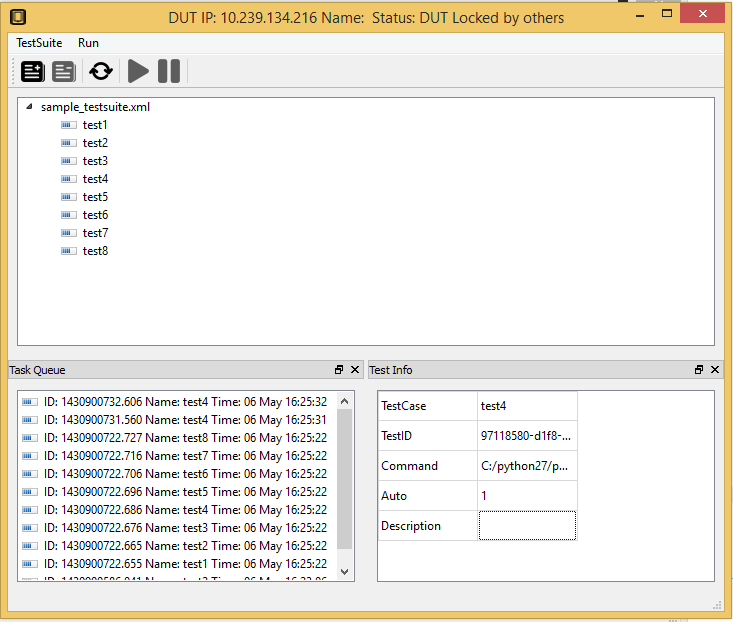 DUT IP: 10.239.134.216 Name:  Status: DUT Locked by others
TestSuite Run
sample_testsuite.xml
test1
test2
test3
test4
test5
test6
test7
test8
Task Queue
ID: 1430900732.606 Name: test4 Time: 06 May 16:25:32
ID: 1430900731.560 Name: test4 Time: 06 May 16:25:31
ID: 1430900722.727 Name: test8 Time: 06 May 16:25:22
ID: 1430900722.716 Name: test7 Time: 06 May 16:25:22
ID: 1430900722.706 Name: test6 Time: 06 May 16:25:22
ID: 1430900722.696 Name: test5 Time: 06 May 16:25:22
ID: 1430900722.686 Name: test4 Time: 06 May 16:25:22
ID: 1430900722.676 Name: test3 Time: 06 May 16:25:22
ID: 1430900722.665 Name: test2 Time: 06 May 16:25:22
ID: 1430900722.655 Name: test1 Time: 06 May 16:25:22
Test Info
TestCase test4
TestID 97118580-d1f8-...
Command C:/python27/p...
Auto 1
Description